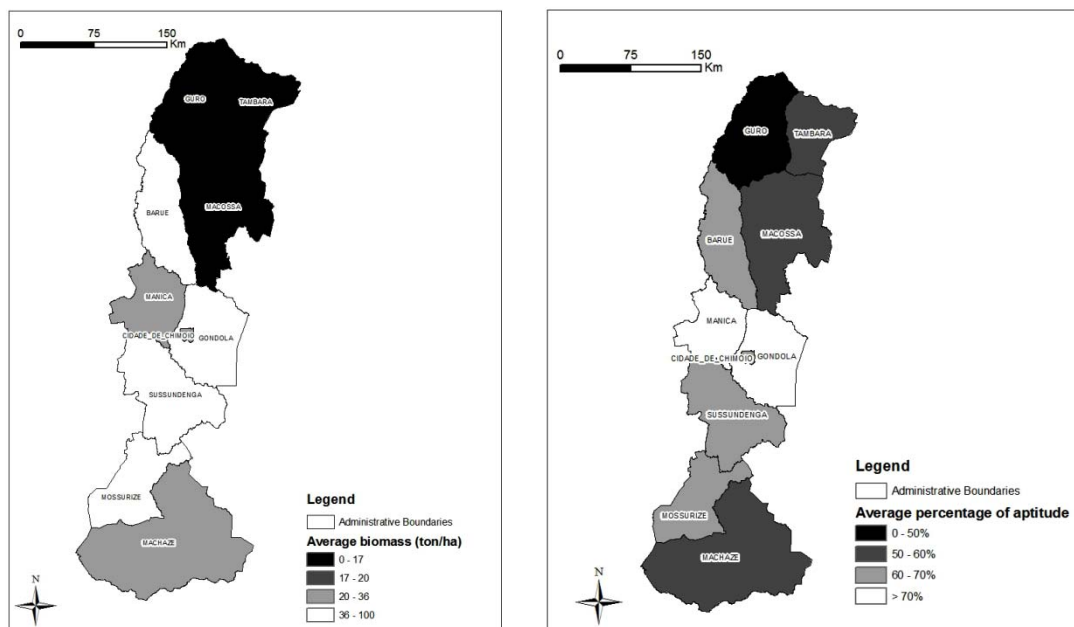 0 75 150
Km
GURO
TAMBARA
BARUE
MACOSSA
MANICA
CIDADE_DE_CHIMOIO
GONDOLA
SUSSUNDENGA
MOSSURIZE
MACHAZE
N
Legend
Administrative Boundaries
Average biomass (ton/ha)
0 - 17
17 - 20
20 - 36
36 - 100
0 75 150
Km
GURO
TAMBARA
BARUE
MACOSSA
MANICA
CIDADE_DE_CHIMOIO
GONDOLA
SUSSUNDENGA
MOSSURIZE
MACHAZE
N
Legend
Administrative Boundaries
Average percentage of aptitude
0 - 50%
50 - 60%
60 - 70%
> 70%